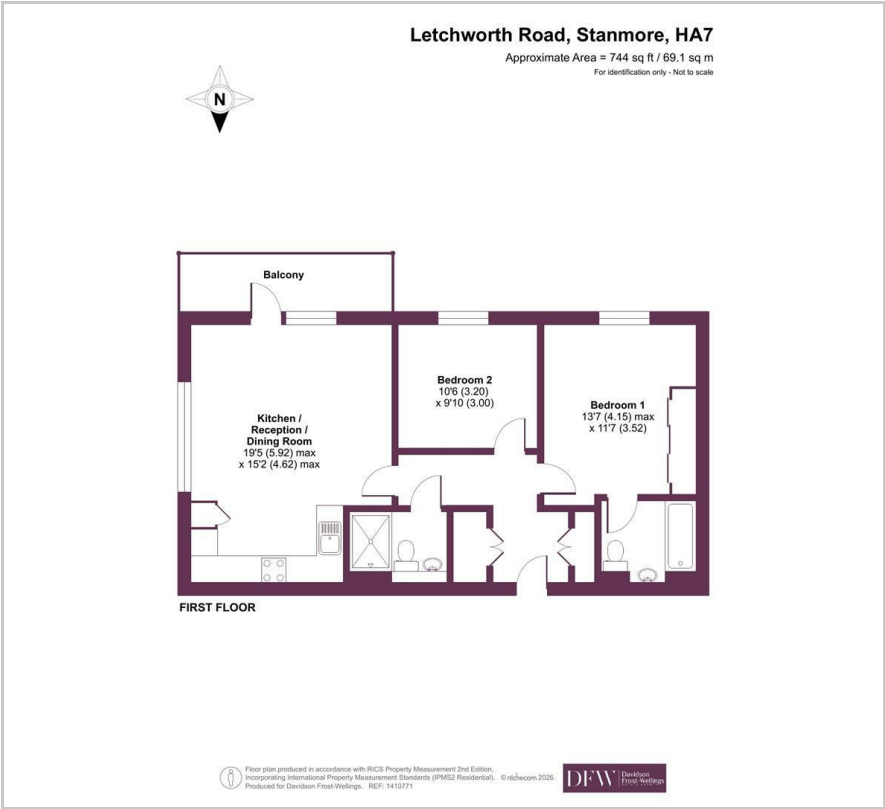 Letchworth Road, Stanmore, HA7
Approximate Area = 744 sq ft / 69.1 sq m
For identification only - Not to scale
N
Balcony
Kitchen /
Reception /
Dining Room
19'5 (5.92) max
x 15'2 (4.62) max
Bedroom 2
10'6 (3.20)
x 9'10 (3.00)
Bedroom 1
13'7 (4.15) max
x 11'7 (3.52)
FIRST FLOOR
Floor plan produced in accordance with RICS Property Measurement 2nd Edition,
Incorporating International Property Measurement Standards (IPMS2 Residential). © nichecom 2026.
Produced for Davidson Frost-Wellings. REF: 1410771
DFW
Davidson
Frost-Wellings